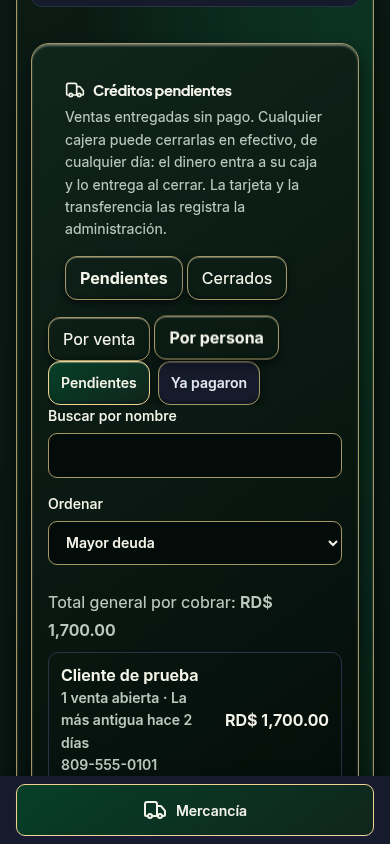 Créditos pendientes
Ventas entregadas sin pago. Cualquier
cajera puede cerrarlas en efectivo, de
cualquier día: el dinero entra a su caja
y lo entrega al cerrar. La tarjeta y la
transferencia las registra la
administración.
Pendientes
Cerrados
Por venta
Por persona
Pendientes
Ya pagaron
Buscar por nombre
Ordenar
Mayor deuda
Total general por cobrar: RD$
1,700.00
Cliente de prueba
1 venta abierta · La
más antigua hace 2
días
RD$ 1,700.00
809-555-0101
Mercancía